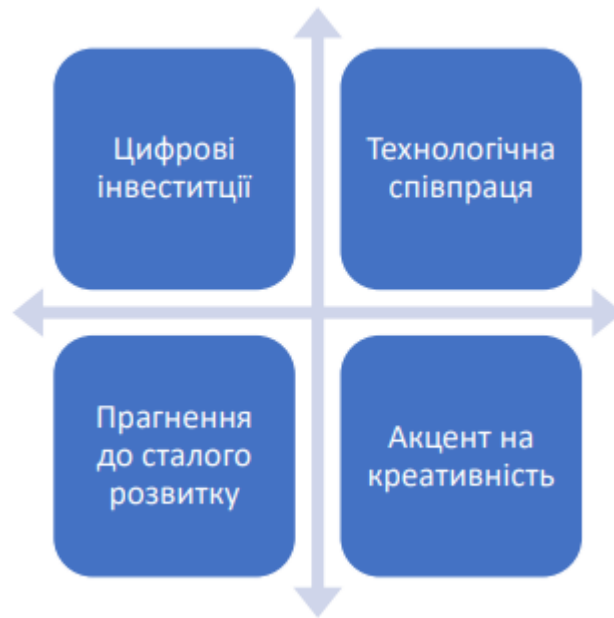 Цифрові
інвеститції
Технологічна
співпраця
Прагнення
до сталого
розвитку
Акцент на
креативність